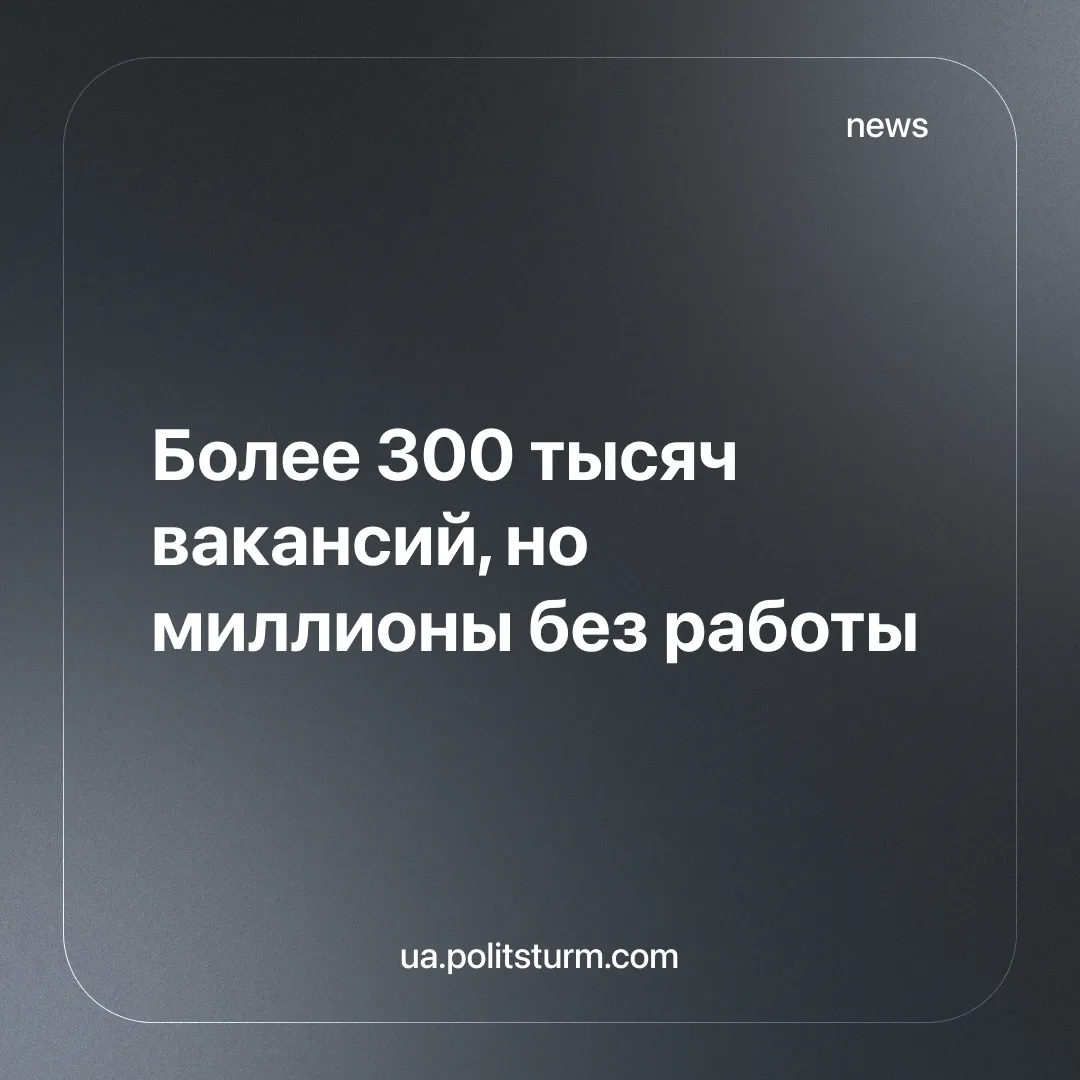 news
Более 300 тысяч
вакансий, но
миллионы без работы
ua.politsturm.com